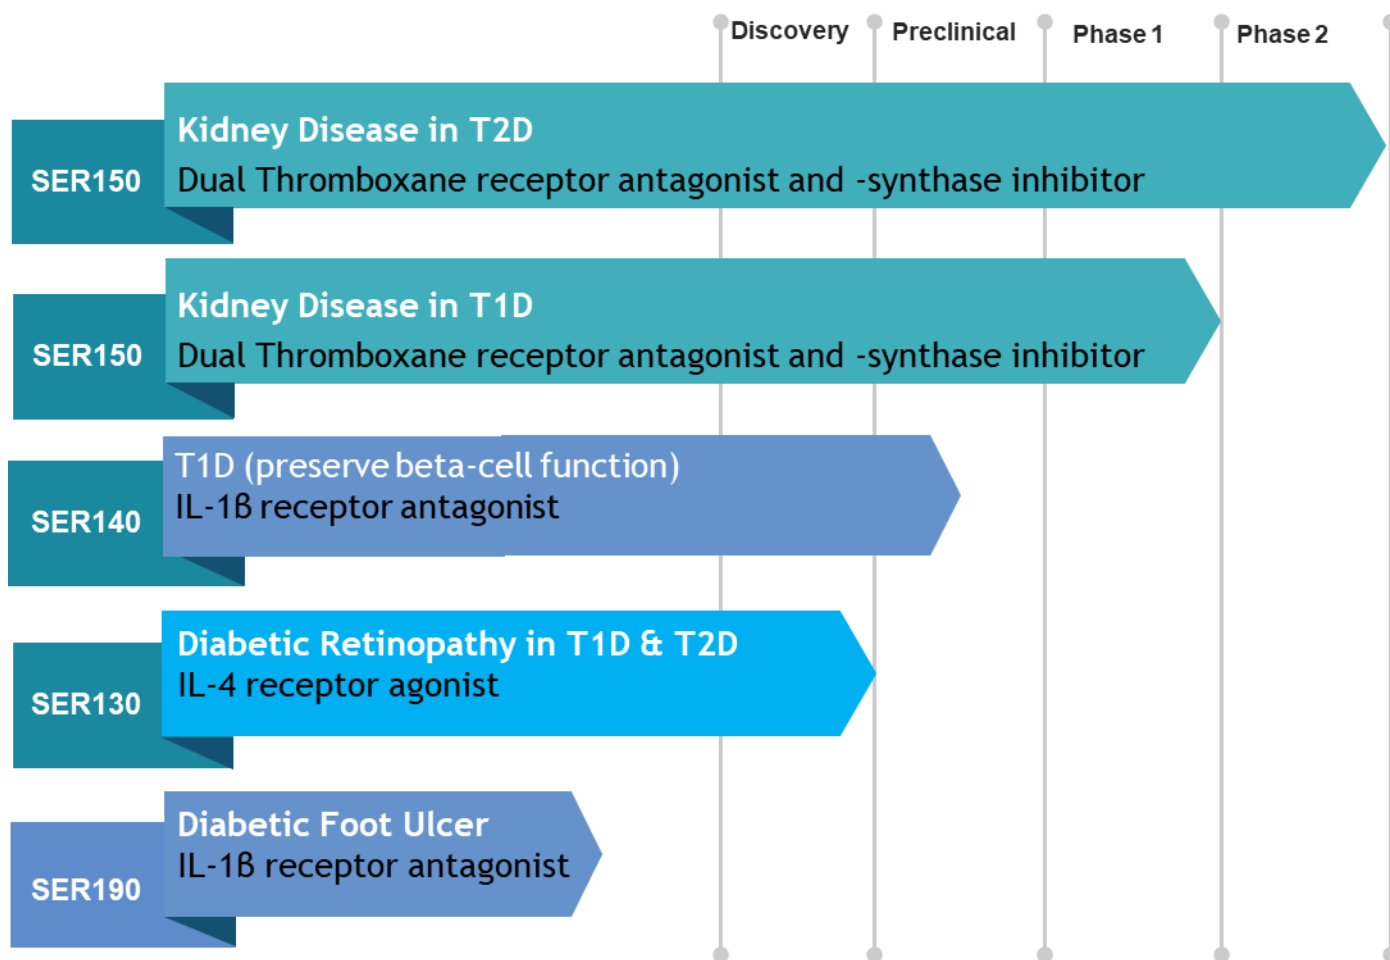 Discovery Preclinical Phase 1 Phase 2
Kidney Disease in T2D
SER150 Dual Thromboxane receptor antagonist and -synthase inhibitor
Kidney Disease in T1D
SER150 Dual Thromboxane receptor antagonist and -synthase inhibitor
T1D (preserve beta-cell function)
IL-1β receptor antagonist
SER140
Diabetic Retinopathy in T1D & T2D
IL-4 receptor agonist
SER130
Diabetic Foot Ulcer
IL-1β receptor antagonist
SER190